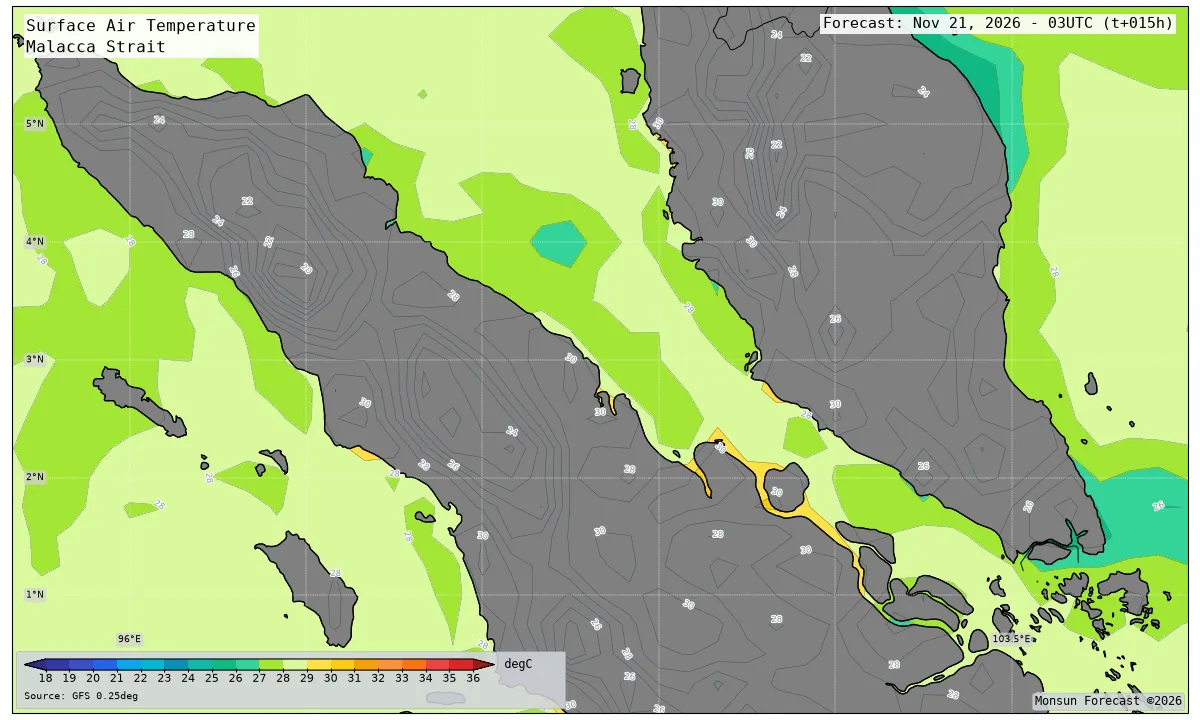 Surface Air Temperature
Malacca Strait
Forecast: Nov 21, 2026 - 03UTC (t+015h)
5°N
4°N
3°N
2°N
1°N
96°E
103.5°E
18 19 20 21 22 23 24 25 26 27 28 29 30 31 32 33 34 35 36
degC
Source: GFS 0.25deg
Monsun Forecast ©2026